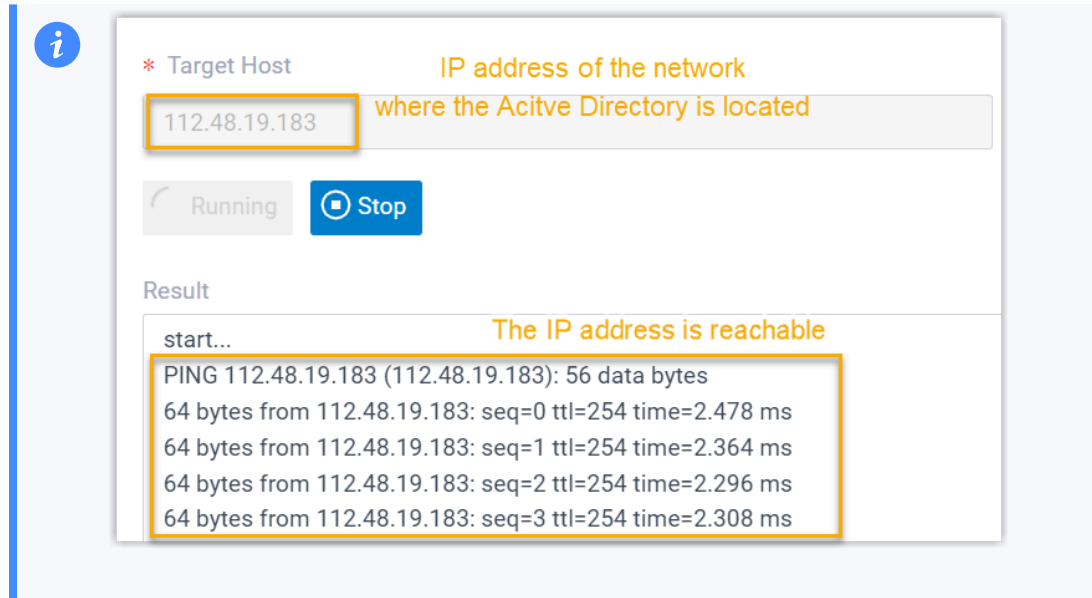 * Target Host
IP address of the network
where the Acitve Directory is located
112.48.19.183
Running
Stop
Result
The IP address is reachable
start...
PING 112.48.19.183 (112.48.19.183): 56 data bytes
64 bytes from 112.48.19.183: seq=0 ttl=254 time=2.478 ms
64 bytes from 112.48.19.183: seq=1 ttl=254 time=2.364 ms
64 bytes from 112.48.19.183: seq=2 ttl=254 time=2.296 ms
64 bytes from 112.48.19.183: seq=3 ttl=254 time=2.308 ms